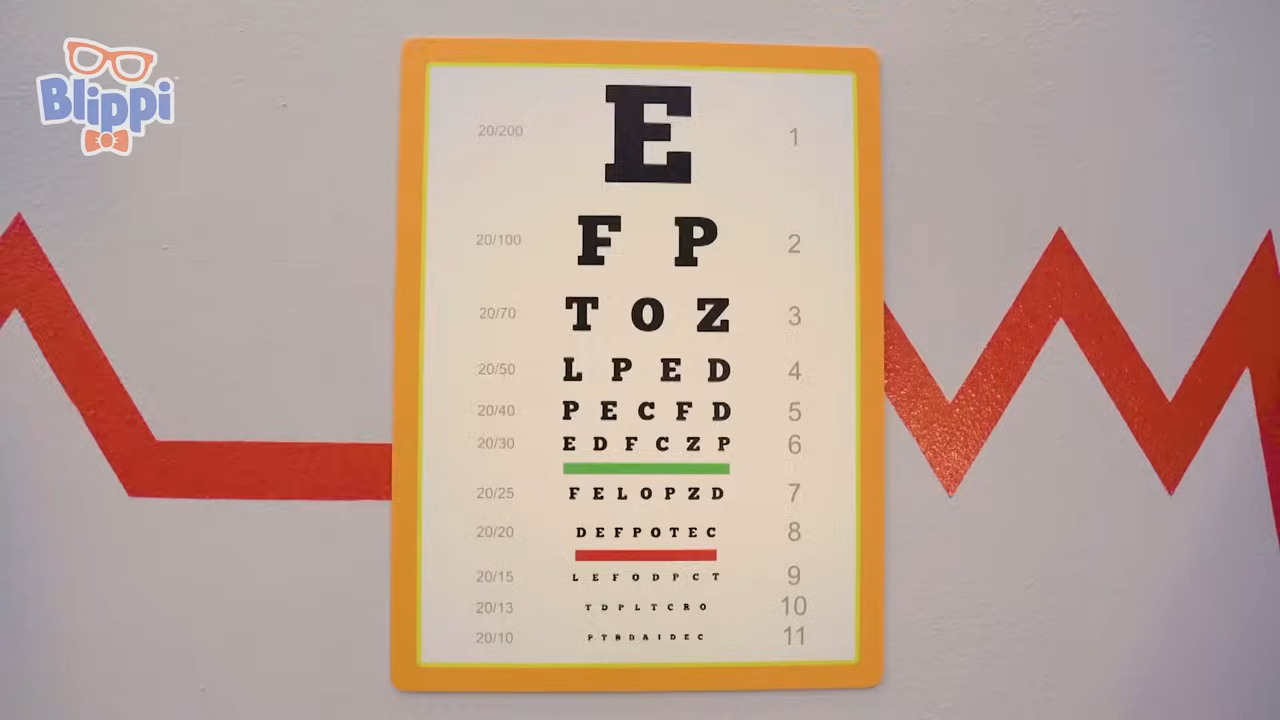 Blippi
20/200 E 1
20/100 F P 2
20/70 T O Z 3
20/50 L P E D 4
20/40 P E C F D 5
20/30 E D F C Z P 6
20/25 F E L O P Z D 7
20/20 D E F P O T E C 8
20/15 L E F O D P C T 9
20/13 T D P L T C R O 10
20/10 11